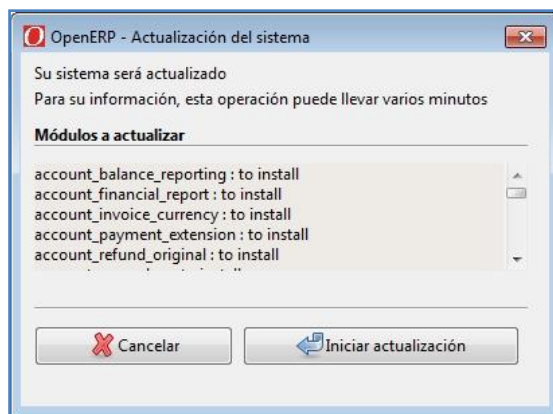 OpenERP - Actualización del sistema
Su sistema será actualizado
Para su información, esta operación puede llevar varios minutos
Módulos a actualizar
account_balance_reporting : to install
account_financial_report : to install
account_invoice_currency : to install
account_payment_extension : to install
account_refund_original : to install
Cancelar
Iniciar actualización